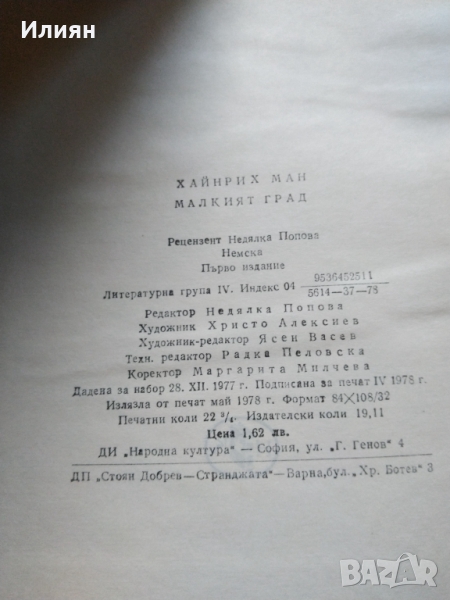 Илиян
ХАЙНРИХ МАН
МАЛКИЯТ ГРАД
Рецензент Недялка Попова
Немска
Първо издание
Литературна група IV. Индекс 04 9536452511
5614—37—78
Редактор Недялка Попова
Художник Христо Алексиев
Художник-редактор Ясен Васев
Техн. редактор Радка Пеловска
Коректор Маргарита Милчева
Дадена за набор 28. XII. 1977 г. Подписана за печат IV 1978 г.
Излязла от печат май 1978 г. Формат 84×108/32
Печатни коли 22 3/4. Издателски коли 19,11
Цена 1,62 лв.
ДИ „Народна култура" — София, ул. „Г. Генов" 4
ДП „Стоян Добрев—Странджата"—Варна,бул. „Хр. Ботев" 3
BAZAR